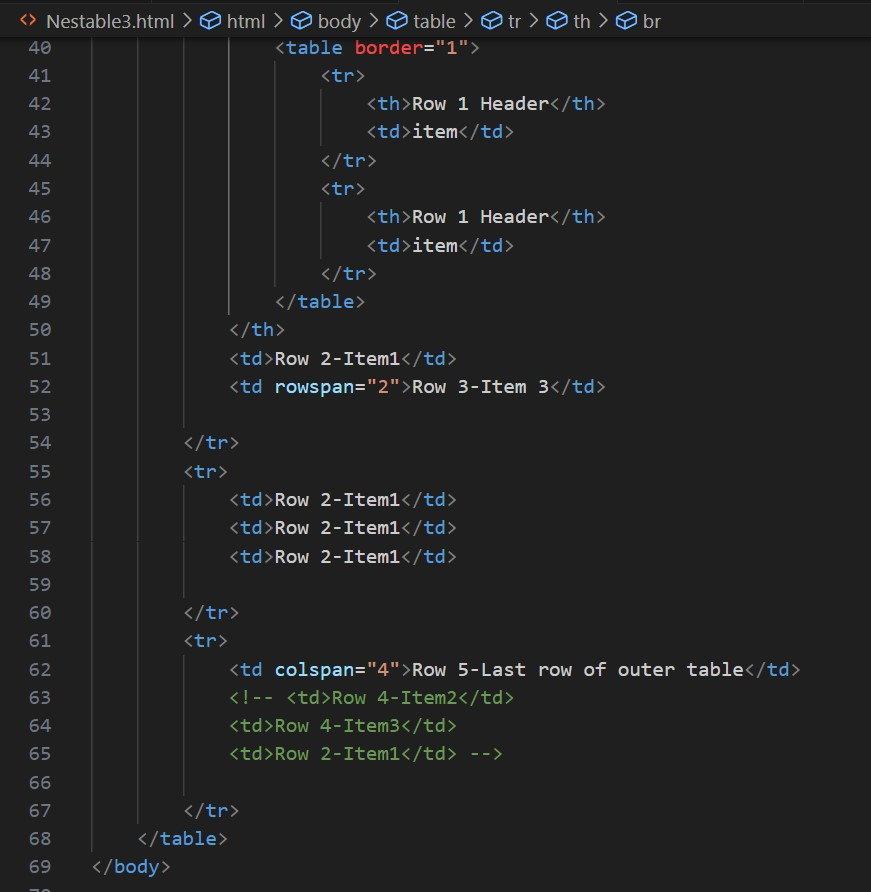 Nestable3.html > html > body > table > tr > th > br
40 <table border="1">
41 <tr>
42 <th>Row 1 Header</th>
43 <td>item</td>
44 </tr>
45 <tr>
46 <th>Row 1 Header</th>
47 <td>item</td>
48 </tr>
49 </table>
50 </th>
51 <td>Row 2-Item1</td>
52 <td rowspan="2">Row 3-Item 3</td>
53
54 </tr>
55 <tr>
56 <td>Row 2-Item1</td>
57 <td>Row 2-Item1</td>
58 <td>Row 2-Item1</td>
59
60 </tr>
61 <tr>
62 <td colspan="4">Row 5-Last row of outer table</td>
63 <!-- <td>Row 4-Item2</td>
64 <td>Row 4-Item3</td>
65 <td>Row 2-Item1</td> -->
66
67 </tr>
68 </table>
69 </body>